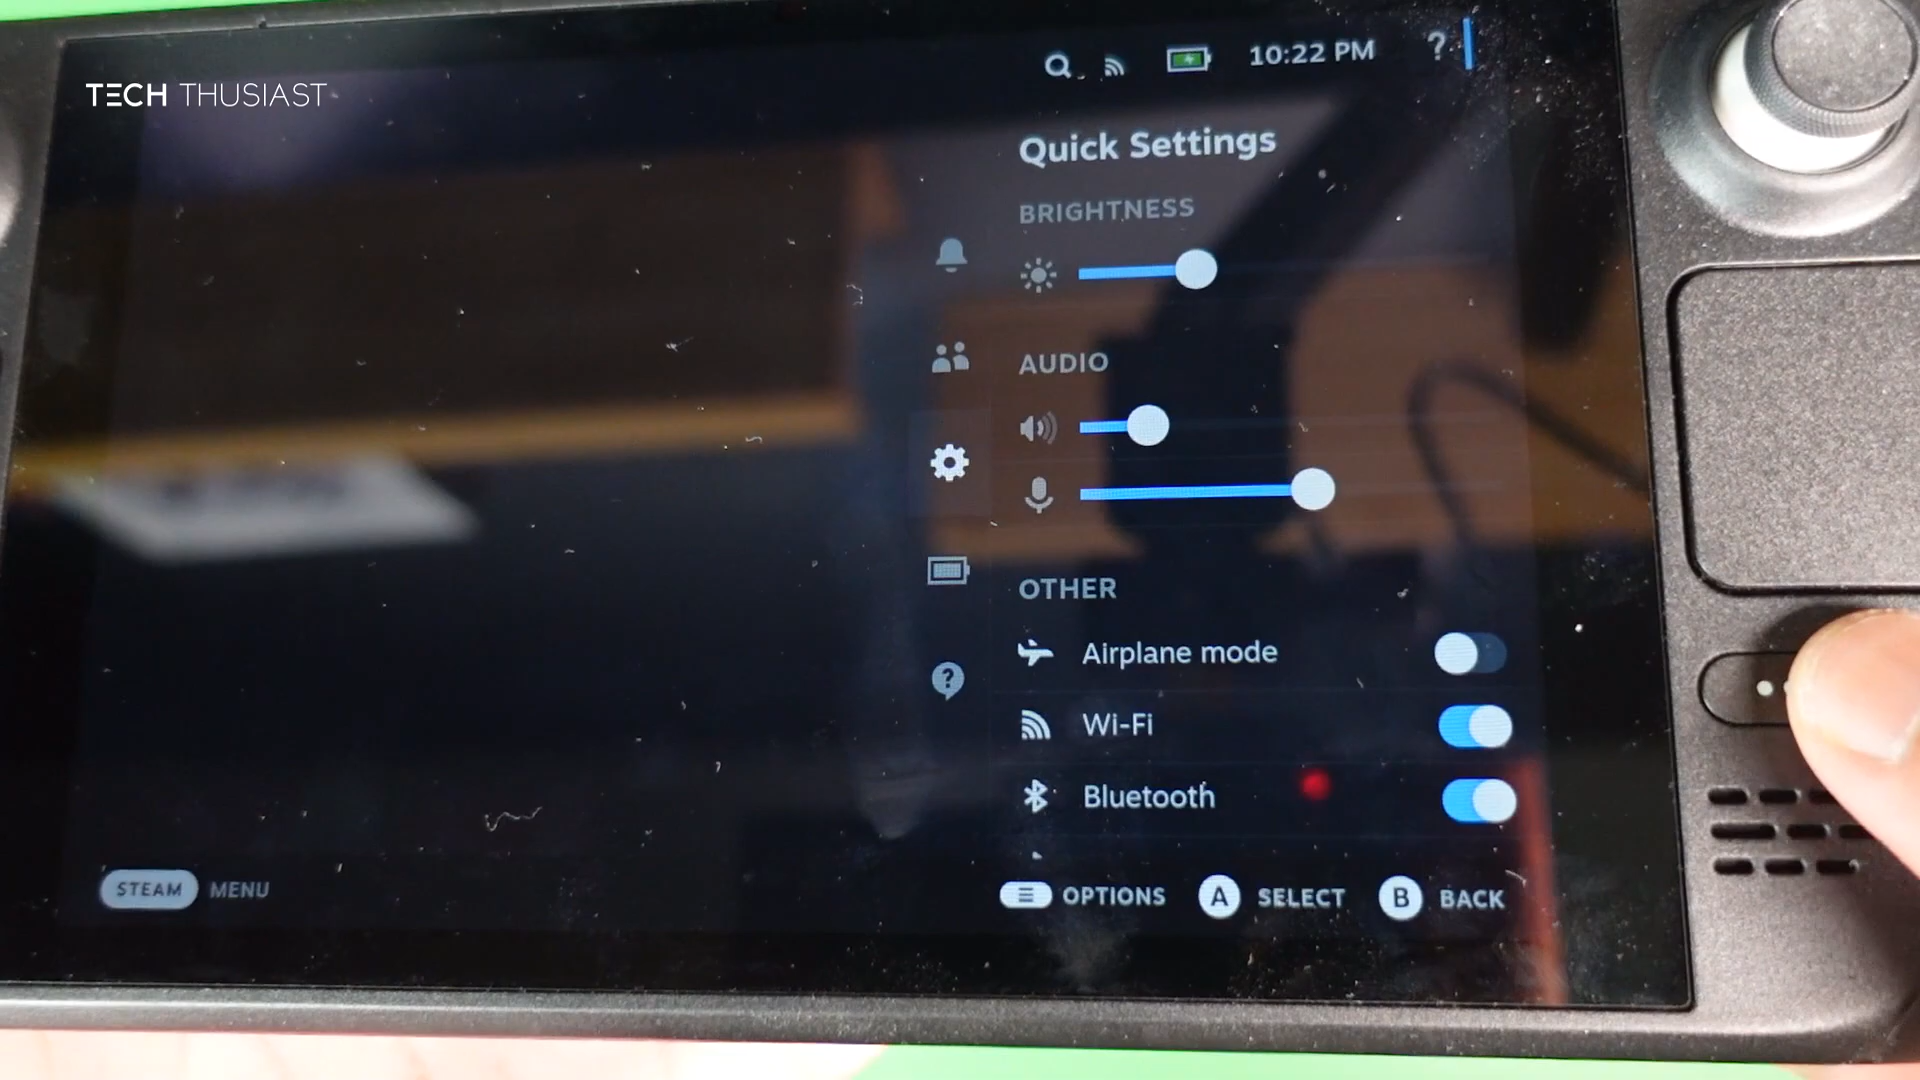 TECH THUSIAST
10:22 PM ?
Quick Settings
BRIGHTNESS
AUDIO
OTHER
Airplane mode
Wi-Fi
Bluetooth
STEAM MENU
OPTIONS A SELECT B BACK